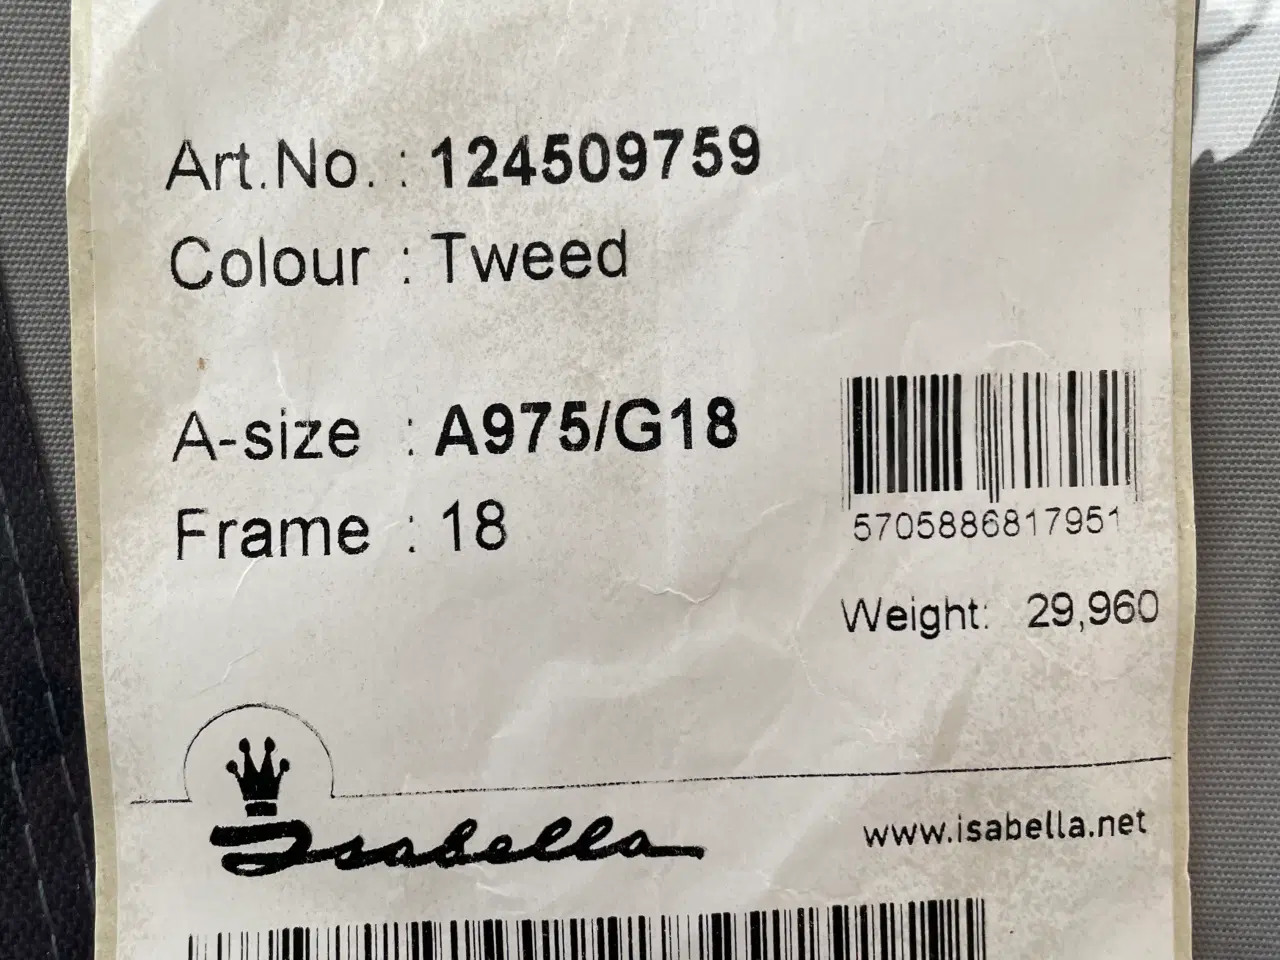 Art.No. : 124509759
Colour : Tweed
A-size : A975/G18
Frame : 18
5705886817951
Weight: 29,960
Isabella
www.isabella.net